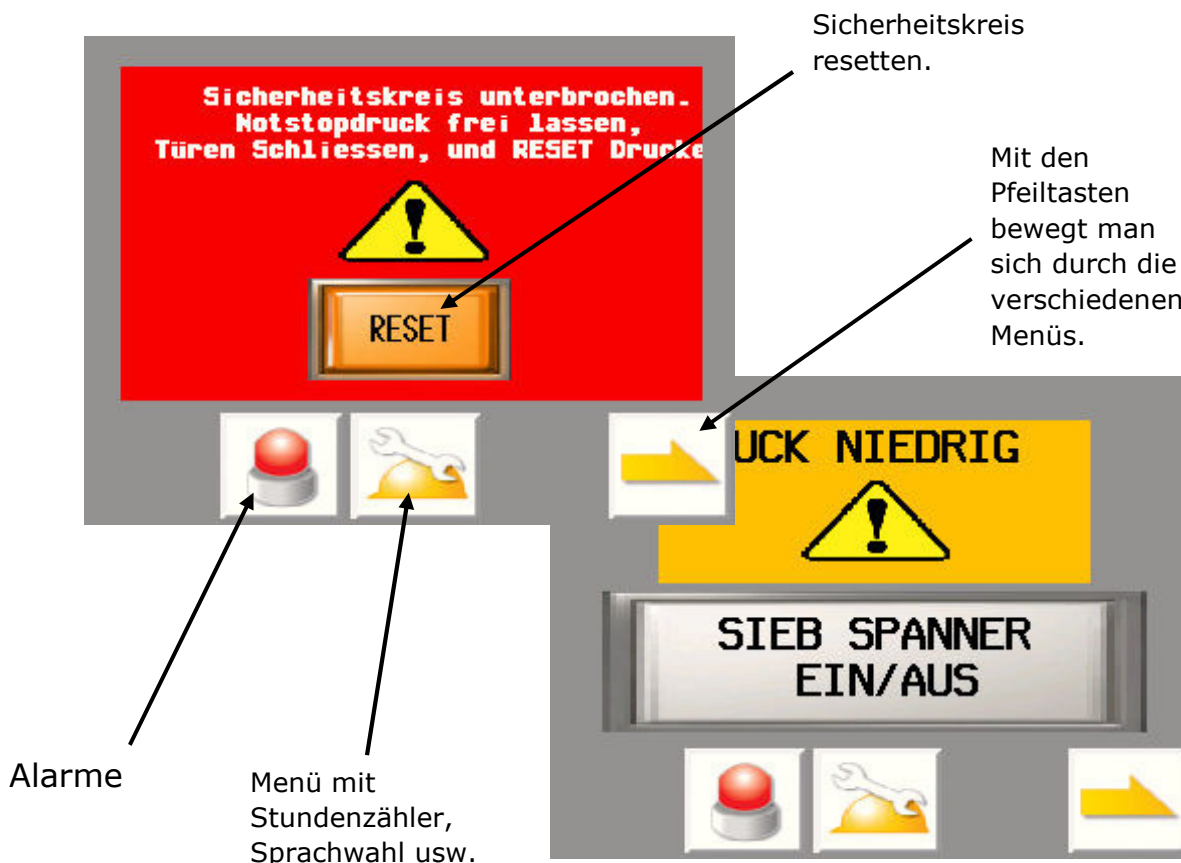 Sicherheitskreis
resetten.
Sicherheitskreis unterbrochen.
Notstopdruck frei lassen,
Türen Schliessen, und RESET Drucke
RESET
Mit den
Pfeiltasten
bewegt man
sich durch die
verschiedenen
Menüs.
UCK NIEDRIG
SIEB SPANNER
EIN/AUS
Alarme
Menü mit
Stundenzähler,
Sprachwahl usw.